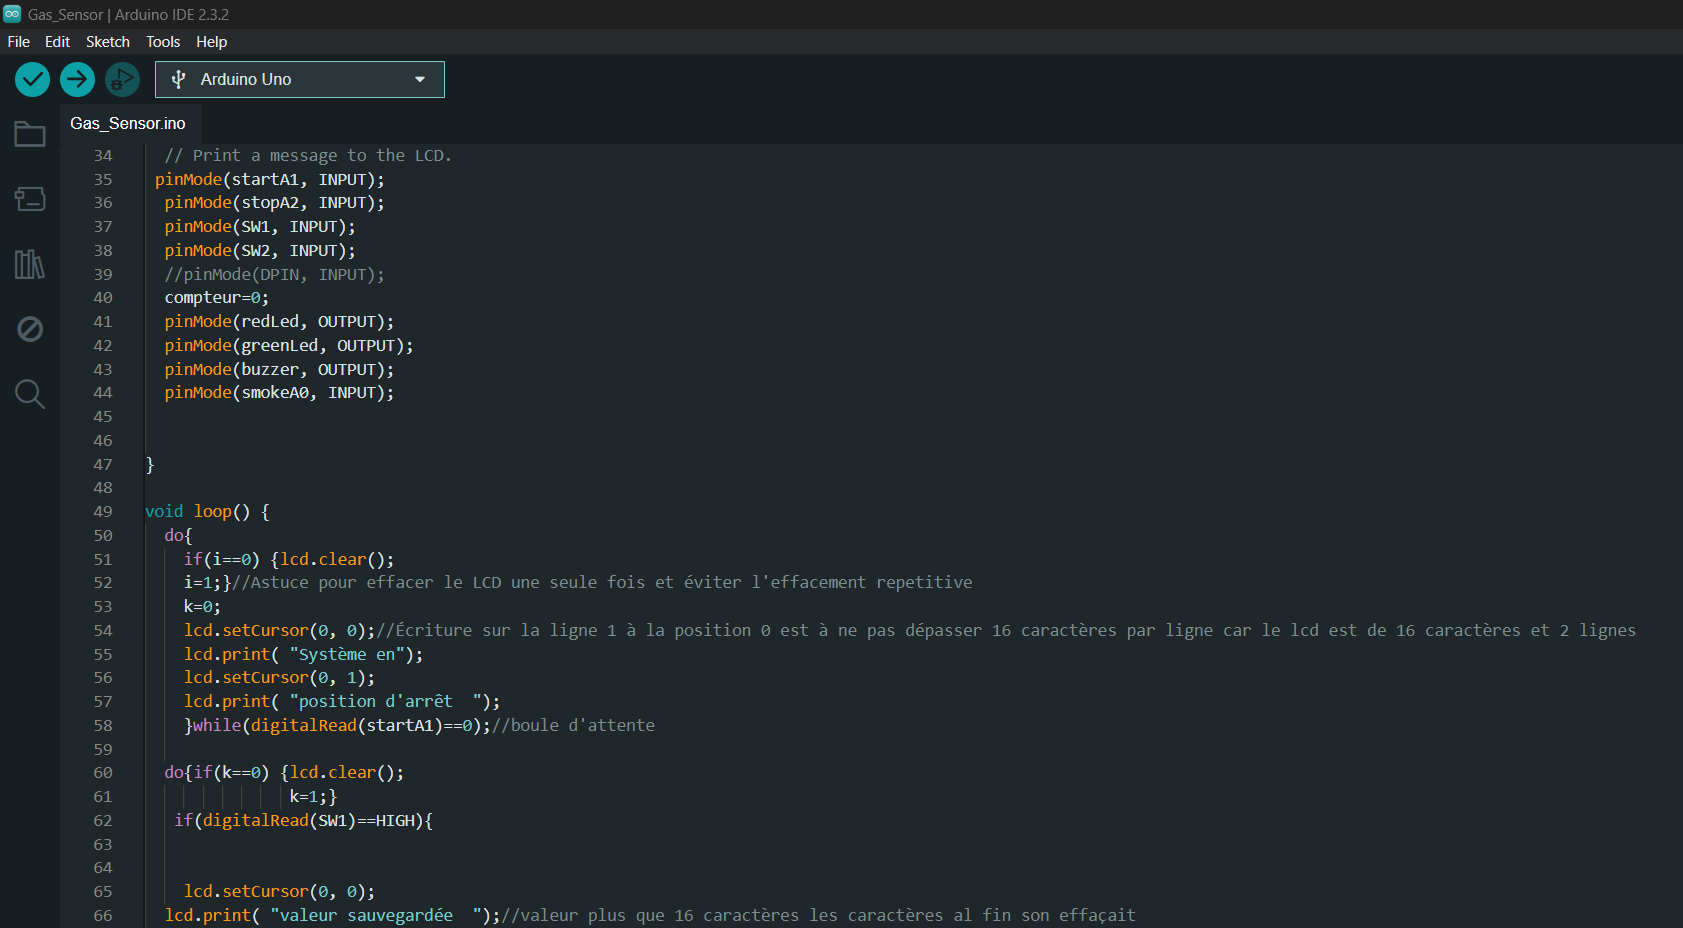 Gas_Sensor | Arduino IDE 2.3.2
File Edit Sketch Tools Help
Arduino Uno
Gas_Sensor.ino
34 // Print a message to the LCD.
35 pinMode(startA1, INPUT);
36 pinMode(stopA2, INPUT);
37 pinMode(SW1, INPUT);
38 pinMode(SW2, INPUT);
39 //pinMode(DPIN, INPUT);
40 compteur=0;
41 pinMode(redLed, OUTPUT);
42 pinMode(greenLed, OUTPUT);
43 pinMode(buzzer, OUTPUT);
44 pinMode(smokeA0, INPUT);
45
46
47 }
48
49 void loop() {
50 do{
51 if(i==0) {lcd.clear();
52 i=1;}//Astuce pour effacer le LCD une seule fois et éviter l'effacement repetitive
53 k=0;
54 lcd.setCursor(0, 0);//Écriture sur la ligne 1 à la position 0 est à ne pas dépasser 16 caractères par ligne car le lcd est de 16 caractères et 2 lignes
55 lcd.print( "Système en");
56 lcd.setCursor(0, 1);
57 lcd.print( "position d'arrêt  ");
58 }while(digitalRead(startA1)==0);//boule d'attente
59
60 do{if(k==0) {lcd.clear();
61 k=1;}
62 if(digitalRead(SW1)==HIGH){
63
64
65 lcd.setCursor(0, 0);
66 lcd.print( "valeur sauvegardée  ");//valeur plus que 16 caractères les caractères al fin son effaçait